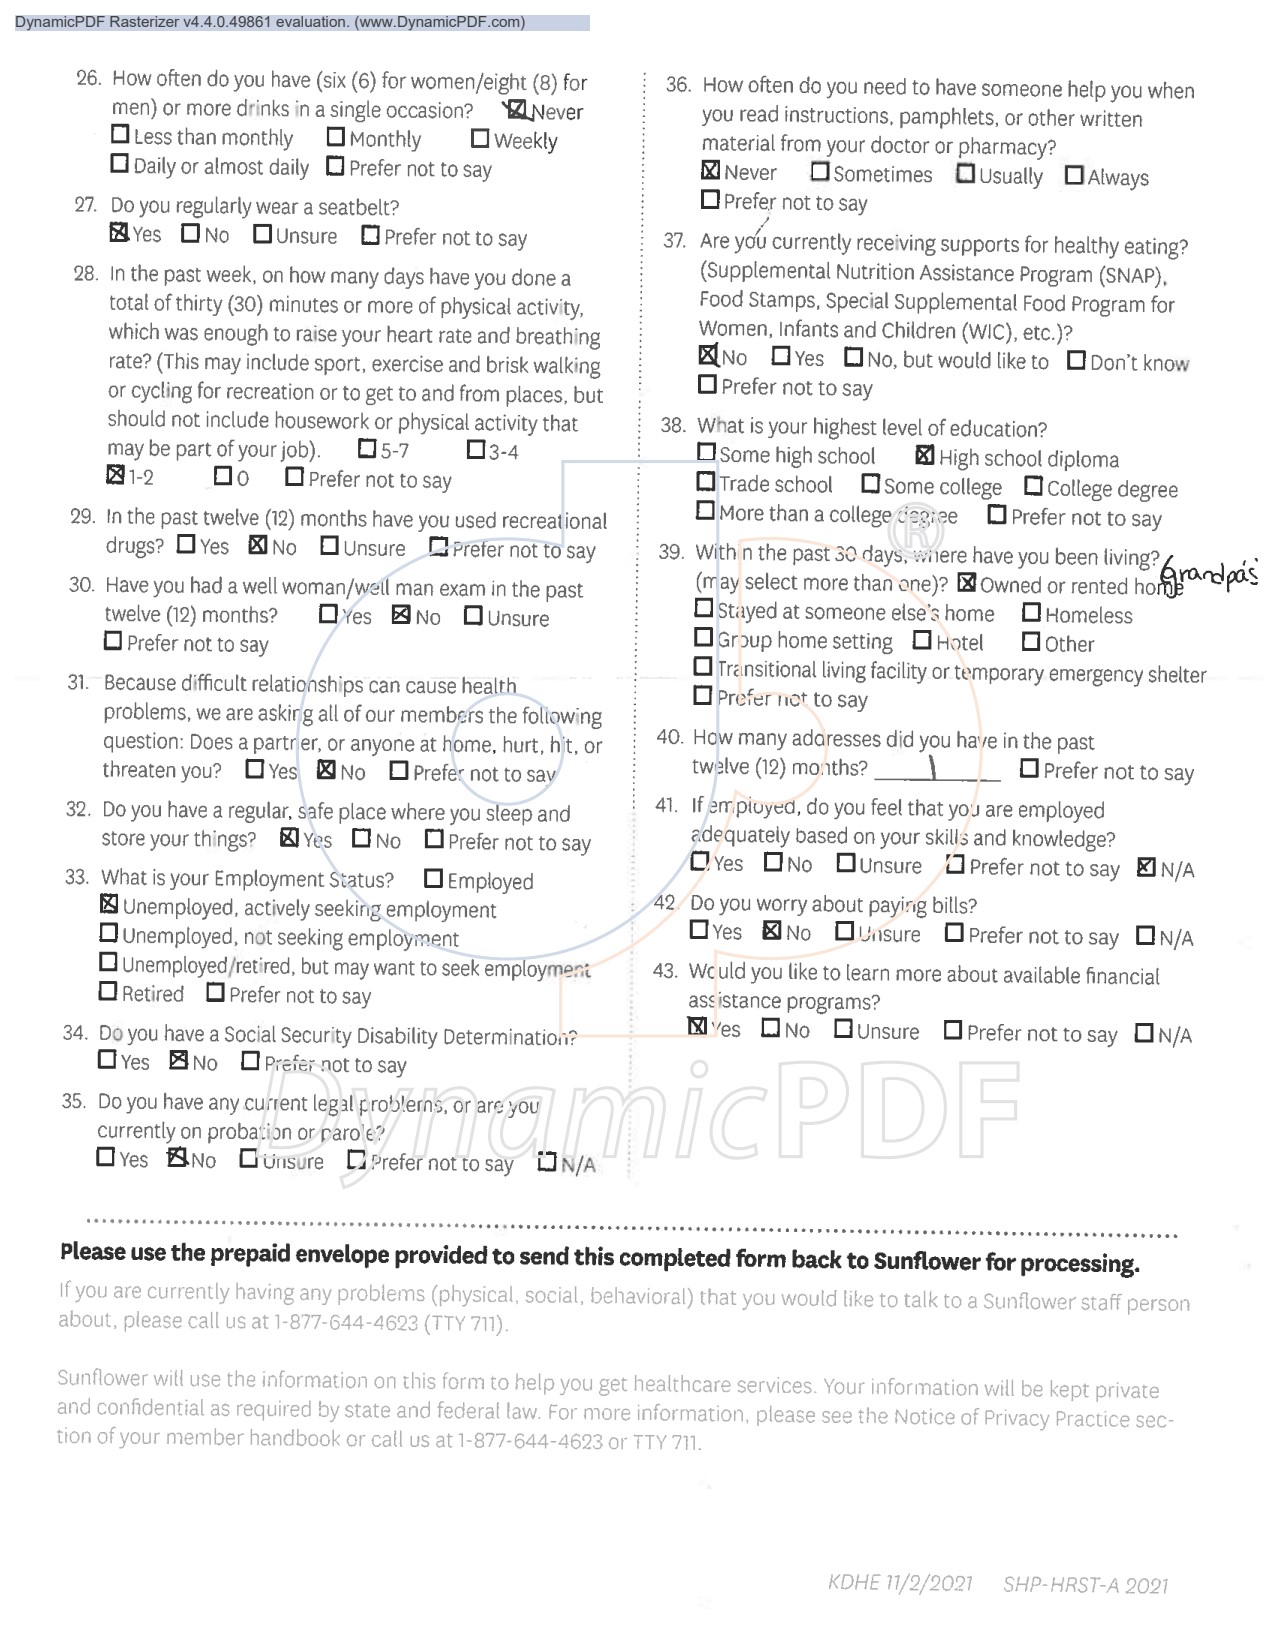 DynamicPDF Rasterizer v4.4.0.49861 evaluation. (www.DynamicPDF.com)
26. How often do you have (six (6) for women/eight (8) for
men) or more drinks in a single occasion? ☒ Never
☐ Less than monthly ☐ Monthly ☐ Weekly
☐ Daily or almost daily ☐ Prefer not to say
27. Do you regularly wear a seatbelt?
☒ Yes ☐ No ☐ Unsure ☐ Prefer not to say
28. In the past week, on how many days have you done a
total of thirty (30) minutes or more of physical activity,
which was enough to raise your heart rate and breathing
rate? (This may include sport, exercise and brisk walking
or cycling for recreation or to get to and from places, but
should not include housework or physical activity that
may be part of your job). ☐ 5-7 ☐ 3-4
☒ 1-2 ☐ 0 ☐ Prefer not to say
29. In the past twelve (12) months have you used recreational
drugs? ☐ Yes ☒ No ☐ Unsure ☐ Prefer not to say
30. Have you had a well woman/well man exam in the past
twelve (12) months? ☐ Yes ☒ No ☐ Unsure
☐ Prefer not to say
31. Because difficult relationships can cause health
problems, we are asking all of our members the following
question: Does a partner, or anyone at home, hurt, hit, or
threaten you? ☐ Yes ☒ No ☐ Prefer not to say
32. Do you have a regular, safe place where you sleep and
store your things? ☒ Yes ☐ No ☐ Prefer not to say
33. What is your Employment Status? ☐ Employed
☒ Unemployed, actively seeking employment
☐ Unemployed, not seeking employment
☐ Unemployed/retired, but may want to seek employment
☐ Retired ☐ Prefer not to say
34. Do you have a Social Security Disability Determination?
☐ Yes ☒ No ☐ Prefer not to say
35. Do you have any current legal problems, or are you
currently on probation or parole?
☐ Yes ☒ No ☐ Unsure ☐ Prefer not to say ☐ N/A
36. How often do you need to have someone help you when
you read instructions, pamphlets, or other written
material from your doctor or pharmacy?
☒ Never ☐ Sometimes ☐ Usually ☐ Always
☐ Prefer not to say
37. Are you currently receiving supports for healthy eating?
(Supplemental Nutrition Assistance Program (SNAP),
Food Stamps, Special Supplemental Food Program for
Women, Infants and Children (WIC), etc.)?
☒ No ☐ Yes ☐ No, but would like to ☐ Don't know
☐ Prefer not to say
38. What is your highest level of education?
☐ Some high school ☒ High school diploma
☐ Trade school ☐ Some college ☐ College degree
☐ More than a college degree ☐ Prefer not to say
39. Within the past 30 days, where have you been living?
(may select more than one)? ☒ Owned or rented home Grandpa's
☐ Stayed at someone else's home ☐ Homeless
☐ Group home setting ☐ Hotel ☐ Other
☐ Transitional living facility or temporary emergency shelter
☐ Prefer not to say
40. How many addresses did you have in the past
twelve (12) months? 1 ☐ Prefer not to say
41. If employed, do you feel that you are employed
adequately based on your skills and knowledge?
☐ Yes ☐ No ☐ Unsure ☐ Prefer not to say ☒ N/A
42. Do you worry about paying bills?
☐ Yes ☒ No ☐ Unsure ☐ Prefer not to say ☐ N/A
43. Would you like to learn more about available financial
assistance programs?
☒ Yes ☐ No ☐ Unsure ☐ Prefer not to say ☐ N/A
DynamicPDF
®
Please use the prepaid envelope provided to send this completed form back to Sunflower for processing.
If you are currently having any problems (physical, social, behavioral) that you would like to talk to a Sunflower staff person
about, please call us at 1-877-644-4623 (TTY 711).
Sunflower will use the information on this form to help you get healthcare services. Your information will be kept private
and confidential as required by state and federal law. For more information, please see the Notice of Privacy Practice sec-
tion of your member handbook or call us at 1-877-644-4623 or TTY 711.
KDHE 11/2/2021 SHP-HRST-A 2021